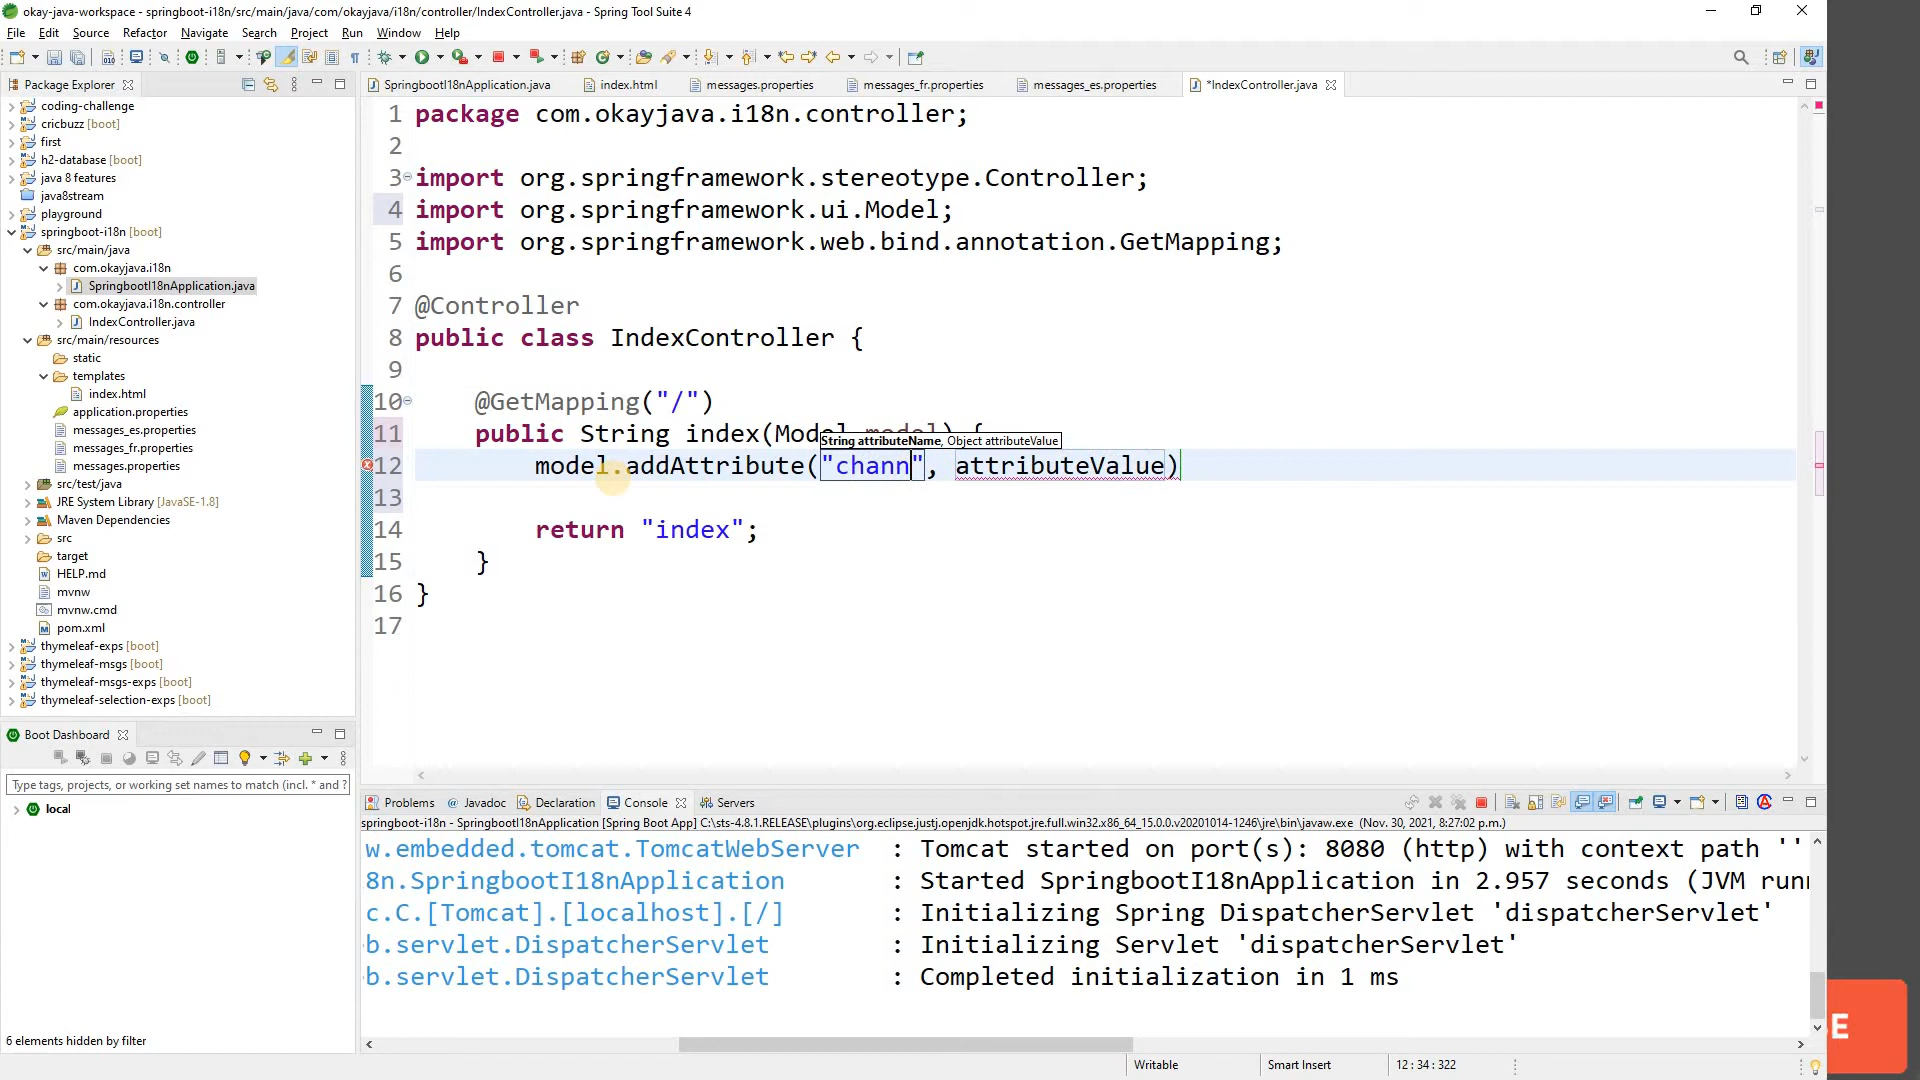 okay-java-workspace - springboot-i18n/src/main/java/com/okayjava/i18n/controller/IndexController.java - Spring Tool Suite 4
File Edit Source Refactor Navigate Search Project Run Window Help
Package Explorer
SpringbootI18nApplication.java index.html messages.properties messages_fr.properties messages_es.properties *IndexController.java
coding-challenge
cricbuzz [boot]
first
h2-database [boot]
java 8 features
java8stream
playground
springboot-i18n [boot]
src/main/java
com.okayjava.i18n
SpringbootI18nApplication.java
com.okayjava.i18n.controller
IndexController.java
src/main/resources
static
templates
index.html
application.properties
messages_es.properties
messages_fr.properties
messages.properties
src/test/java
JRE System Library [JavaSE-1.8]
Maven Dependencies
src
target
HELP.md
mvnw
mvnw.cmd
pom.xml
thymeleaf-exps [boot]
thymeleaf-msgs [boot]
thymeleaf-msgs-exps [boot]
thymeleaf-selection-exps [boot]
1 package com.okayjava.i18n.controller;
2
3 import org.springframework.stereotype.Controller;
4 import org.springframework.ui.Model;
5 import org.springframework.web.bind.annotation.GetMapping;
6
7 @Controller
8 public class IndexController {
9
10 @GetMapping("/")
11 public String index(Model model) {
String attributeName, Object attributeValue
12 model.addAttribute("chann", attributeValue)
13
14 return "index";
15 }
16 }
17
Boot Dashboard
Type tags, projects, or working set names to match (incl. * and ?
local
6 elements hidden by filter
Problems @ Javadoc Declaration Console Servers
springboot-i18n - SpringbootI18nApplication [Spring Boot App] C:\sts-4.8.1.RELEASE\plugins\org.eclipse.justj.openjdk.hotspot.jre.full.win32.x86_64_15.0.0.v20201014-1246\jre\bin\javaw.exe (Nov. 30, 2021, 8:27:02 p.m.)
w.embedded.tomcat.TomcatWebServer : Tomcat started on port(s): 8080 (http) with context path ''
8n.SpringbootI18nApplication : Started SpringbootI18nApplication in 2.957 seconds (JVM runn
c.C.[Tomcat].[localhost].[/] : Initializing Spring DispatcherServlet 'dispatcherServlet'
b.servlet.DispatcherServlet : Initializing Servlet 'dispatcherServlet'
b.servlet.DispatcherServlet : Completed initialization in 1 ms
Writable Smart Insert 12 : 34 : 322